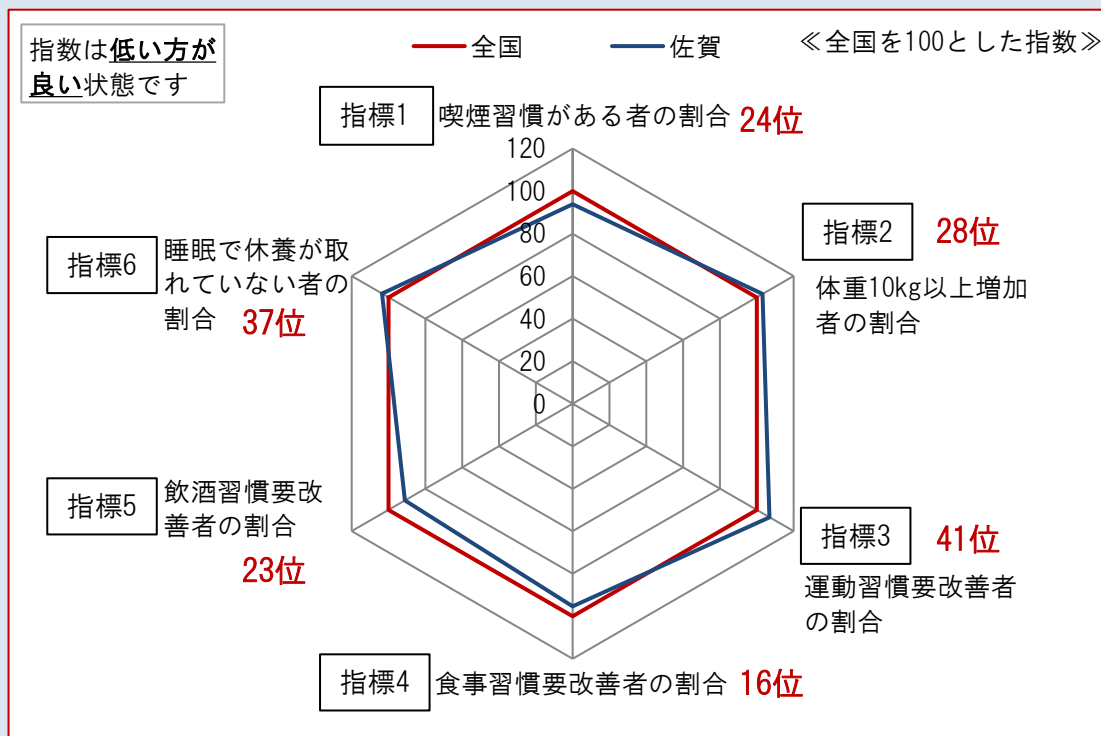 指数は低い方が
良い状態です
全国
佐賀
≪全国を100とした指数≫
指標1
喫煙習慣がある者の割合 24位
120
100
80
60
40
20
0
指標2
28位
体重10kg以上増加
者の割合
指標3
41位
運動習慣要改善者
の割合
指標4
食事習慣要改善者の割合 16位
指標5
飲酒習慣要改
善者の割合
23位
指標6
睡眠で休養が取
れていない者の
割合 37位